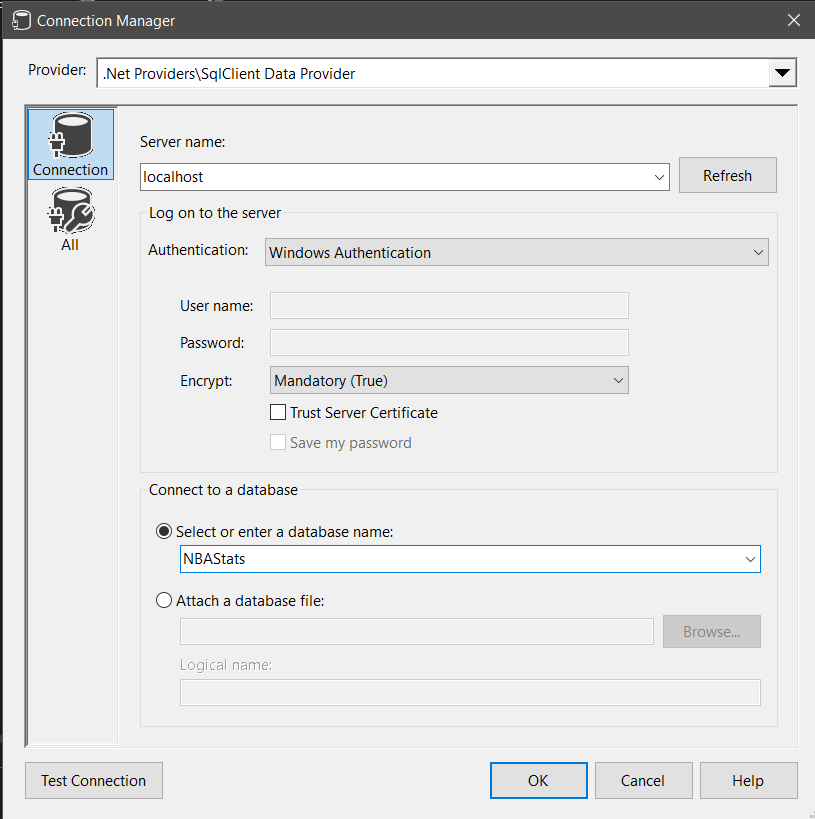 Connection Manager
Provider: .Net Providers\SqlClient Data Provider
Connection
All
Server name:
localhost
Refresh
Log on to the server
Authentication: Windows Authentication
User name:
Password:
Encrypt: Mandatory (True)
Trust Server Certificate
Save my password
Connect to a database
Select or enter a database name:
NBAStats
Attach a database file:
Browse...
Logical name:
Test Connection OK Cancel Help